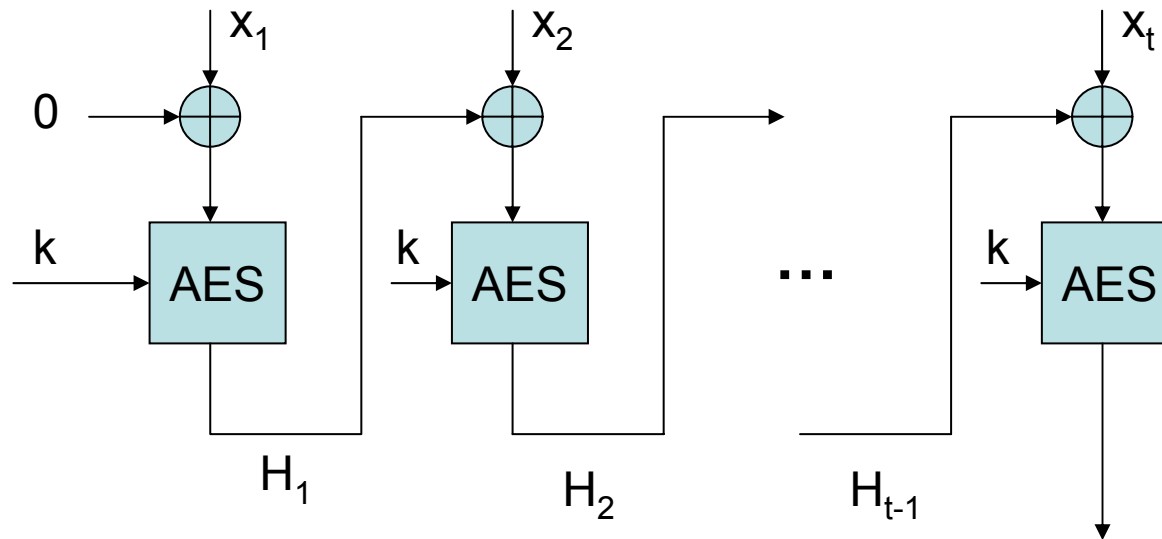 x₁ x₂ xₜ
0
k AES k AES ... k AES
H₁ H₂ Hₜ₋₁